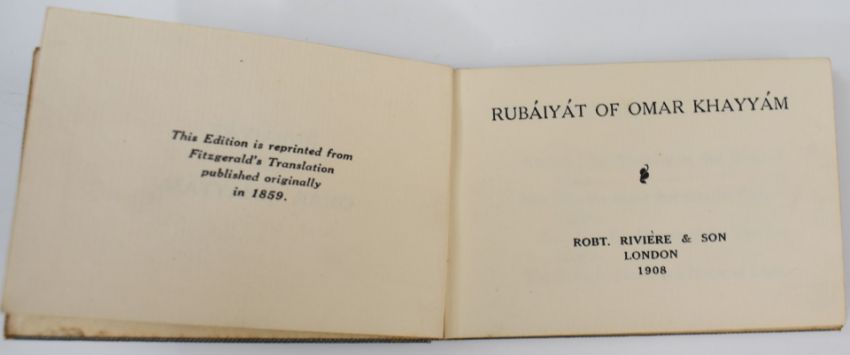 This Edition is reprinted from
Fitzgerald's Translation
published originally
in 1859.
RUBÁIYÁT OF OMAR KHAYYÁM
ROBT. RIVIÈRE & SON
LONDON
1908